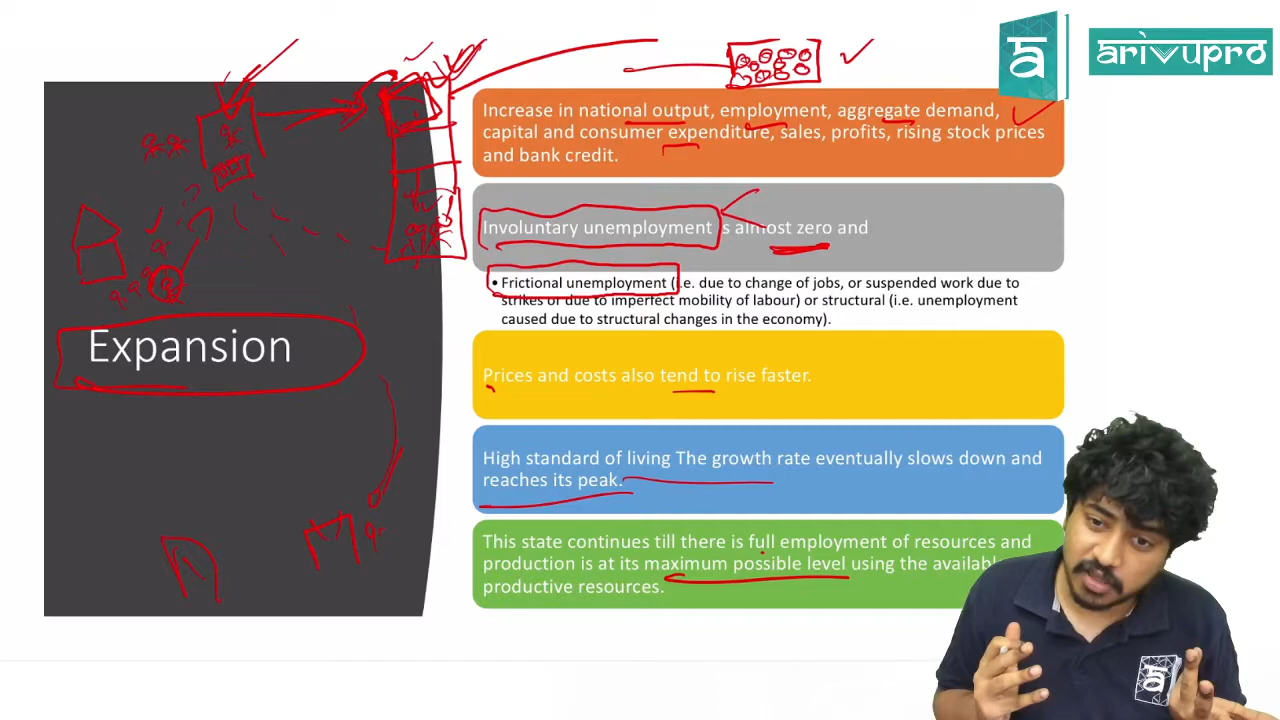 a
arivupro
Increase in national output, employment, aggregate demand,
capital and consumer expenditure, sales, profits, rising stock prices
and bank credit.
Involuntary unemployment is almost zero and
• Frictional unemployment (i.e. due to change of jobs, or suspended work due to
strikes or due to imperfect mobility of labour) or structural (i.e. unemployment
caused due to structural changes in the economy).
Expansion
Prices and costs also tend to rise faster.
High standard of living The growth rate eventually slows down and
reaches its peak.
This state continues till there is full employment of resources and
production is at its maximum possible level using the
productive resources.
a